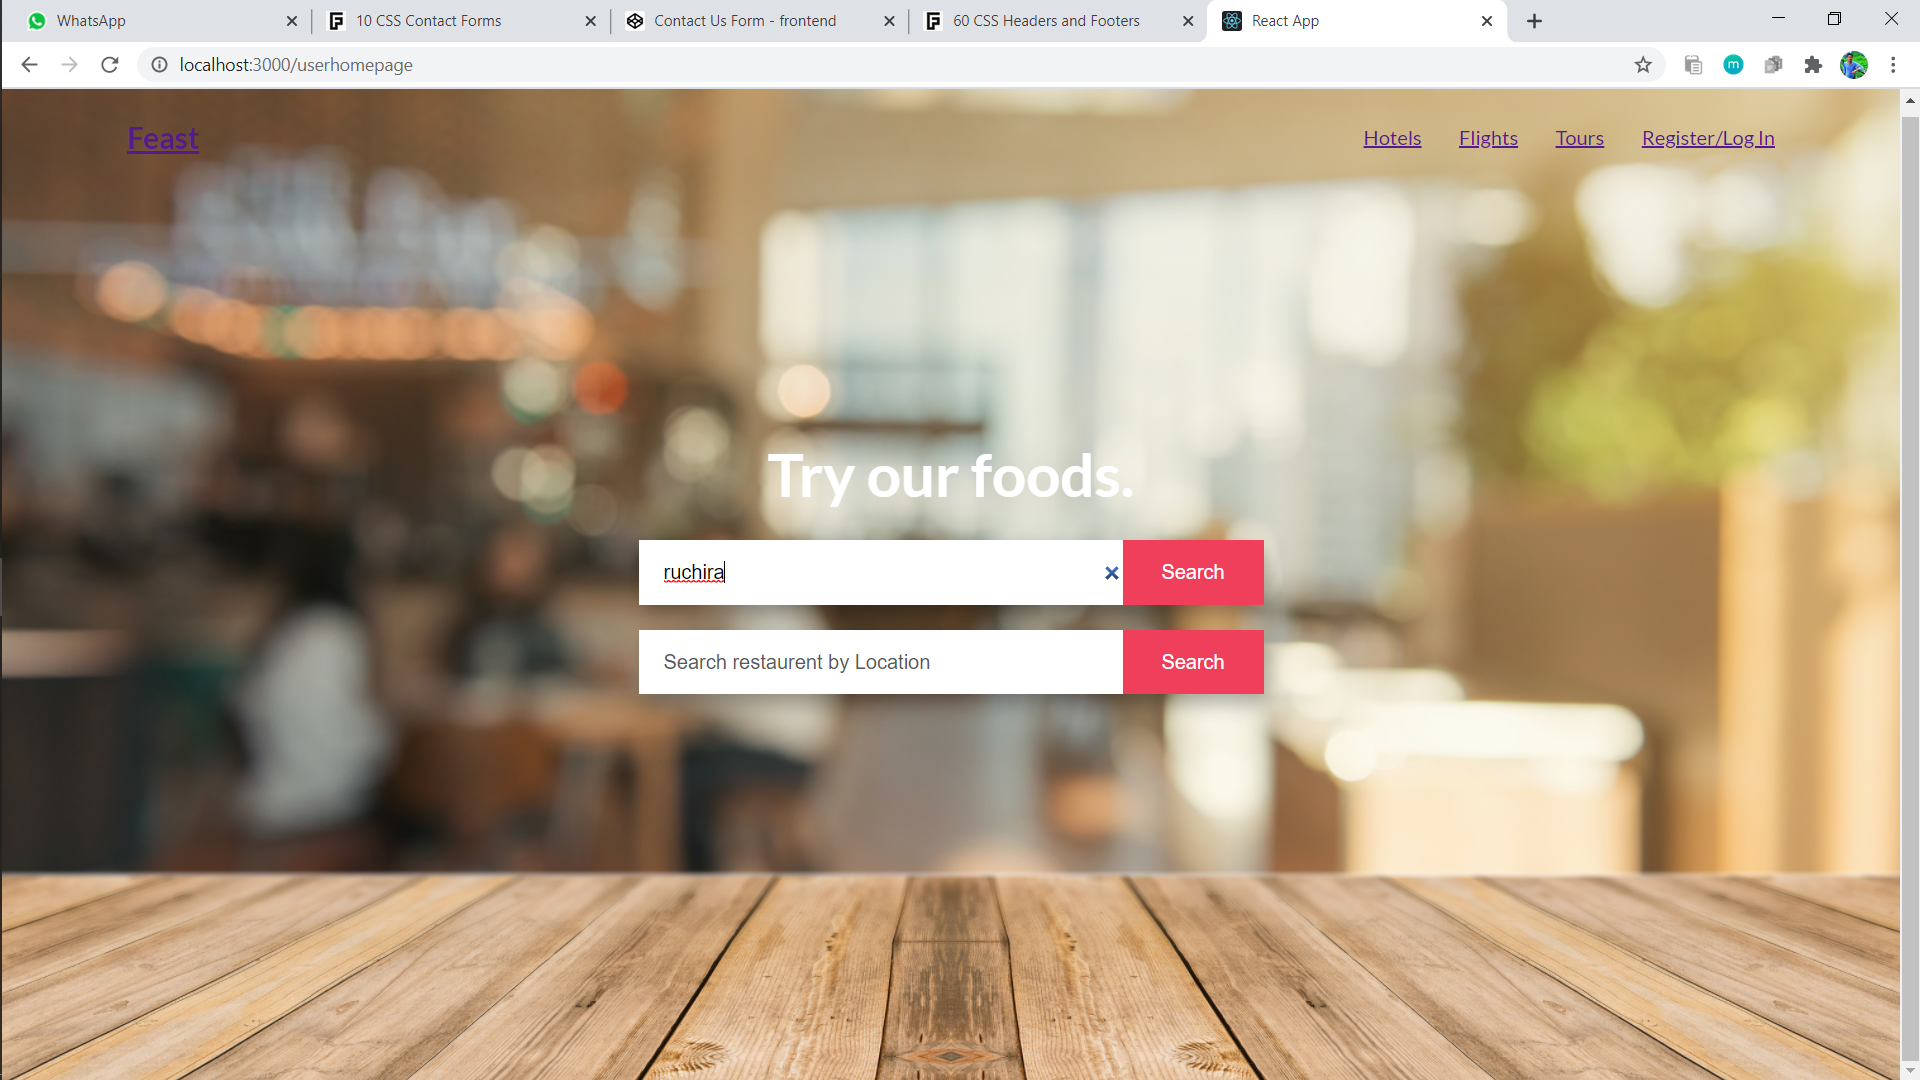 WhatsApp
10 CSS Contact Forms
Contact Us Form - frontend
60 CSS Headers and Footers
React App
localhost:3000/userhomepage
m
Feast
Hotels
Flights
Tours
Register/Log In
Try our foods.
ruchira
Search
Search restaurent by Location
Search